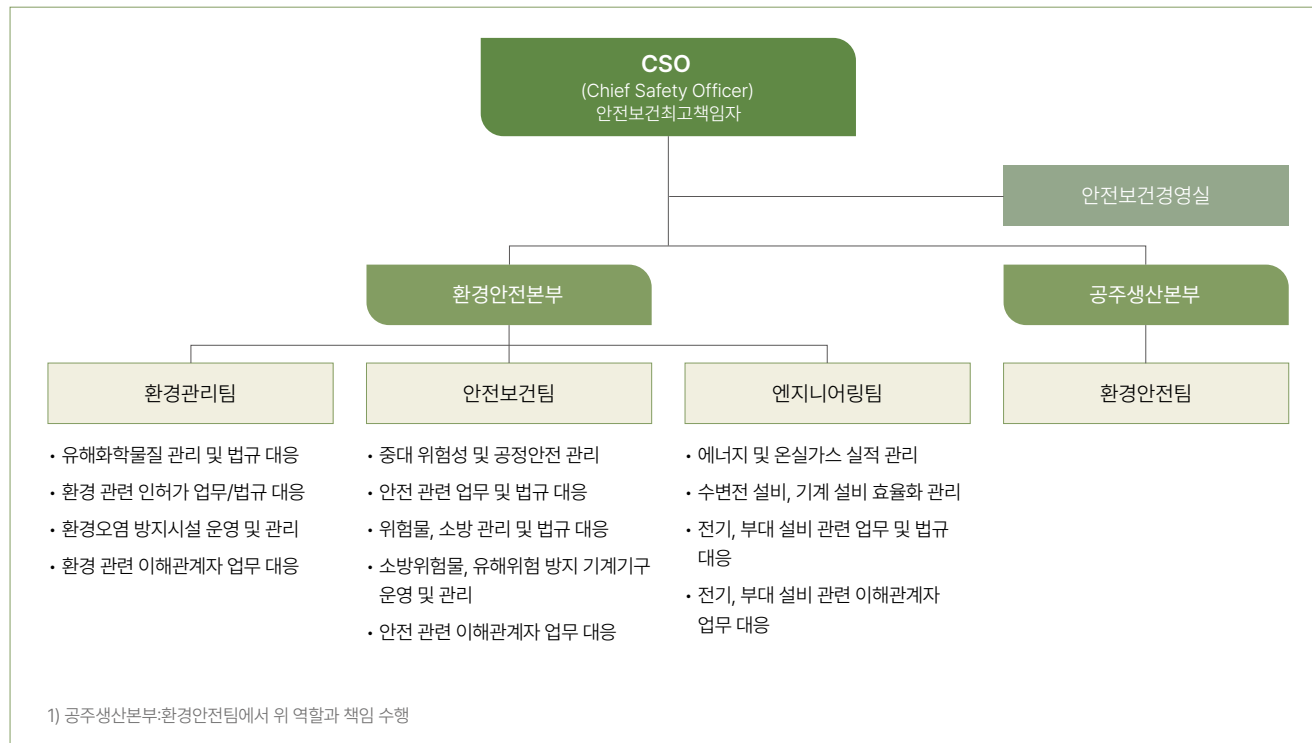 CSO
(Chief Safety Officer)
안전보건최고책임자
안전보건경영실
환경안전본부
공주생산본부
환경관리팀
안전보건팀
엔지니어링팀
환경안전팀
• 유해화학물질 관리 및 법규 대응
• 환경 관련 인허가 업무/법규 대응
• 환경오염 방지시설 운영 및 관리
• 환경 관련 이해관계자 업무 대응
• 중대 위험성 및 공정안전 관리
• 안전 관련 업무 및 법규 대응
• 위험물, 소방 관리 및 법규 대응
• 소방위험물, 유해위험 방지 기계기구
운영 및 관리
• 안전 관련 이해관계자 업무 대응
• 에너지 및 온실가스 실적 관리
• 수변전 설비, 기계 설비 효율화 관리
• 전기, 부대 설비 관련 업무 및 법규
대응
• 전기, 부대 설비 관련 이해관계자
업무 대응
1) 공주생산본부:환경안전팀에서 위 역할과 책임 수행